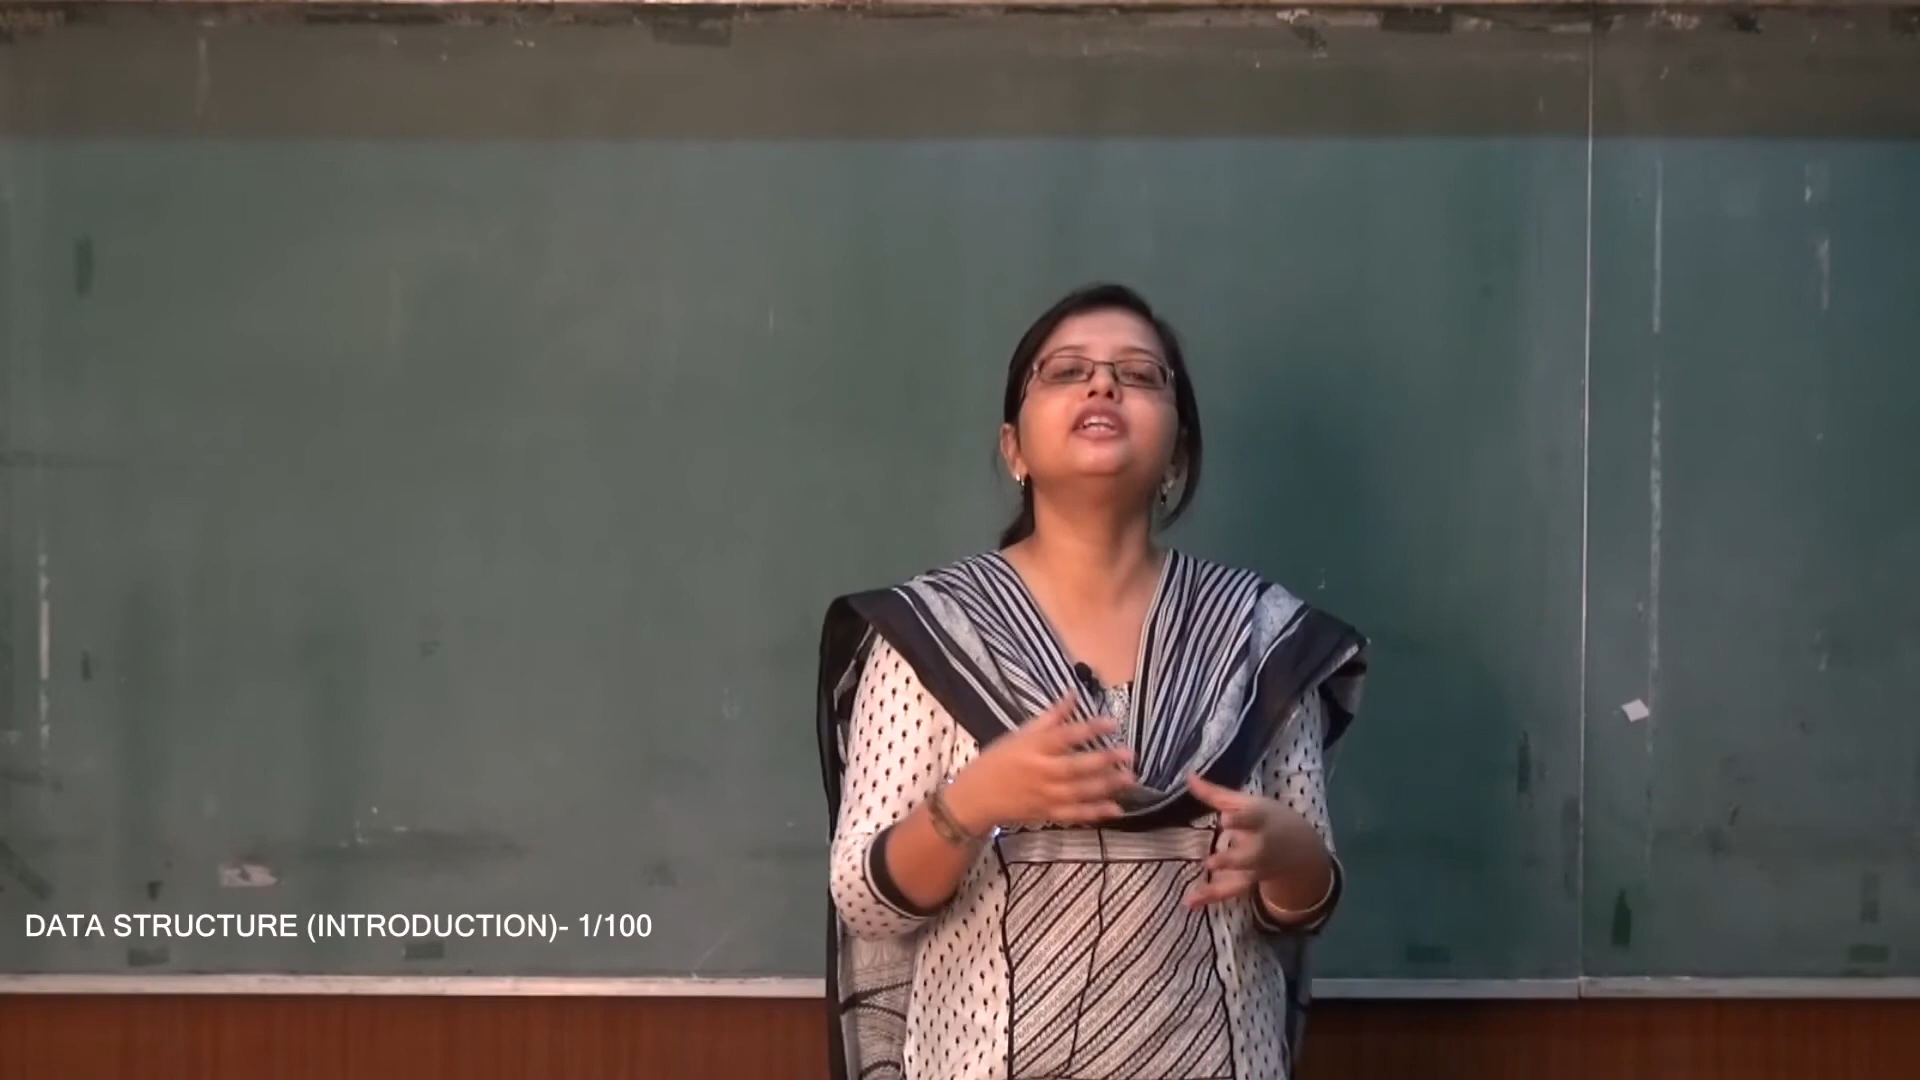 DATA STRUCTURE (INTRODUCTION)- 1/100